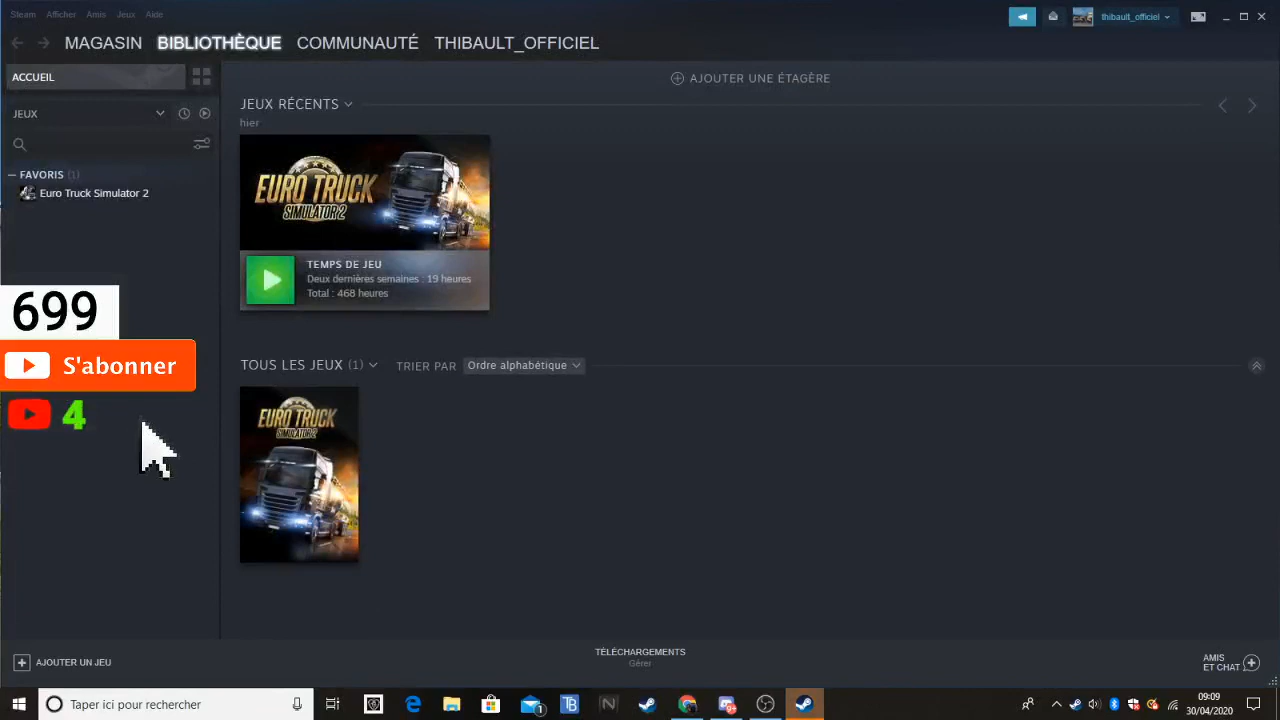 Steam Afficher Amis Jeux Aide
thibault_officiel
MAGASIN BIBLIOTHÈQUE COMMUNAUTÉ THIBAULT_OFFICIEL
ACCUEIL
AJOUTER UNE ÉTAGÈRE
JEUX
JEUX RÉCENTS
hier
FAVORIS (1)
Euro Truck Simulator 2
EURO TRUCK
SIMULATOR 2
TEMPS DE JEU
Deux dernières semaines : 19 heures
Total : 468 heures
699
S'abonner
4
TOUS LES JEUX (1) TRIER PAR Ordre alphabétique
EURO TRUCK
SIMULATOR 2
AJOUTER UN JEU
TÉLÉCHARGEMENTS
Gérer
AMIS
ET CHAT
Taper ici pour rechercher
1
TB
N
09:09
30/04/2020